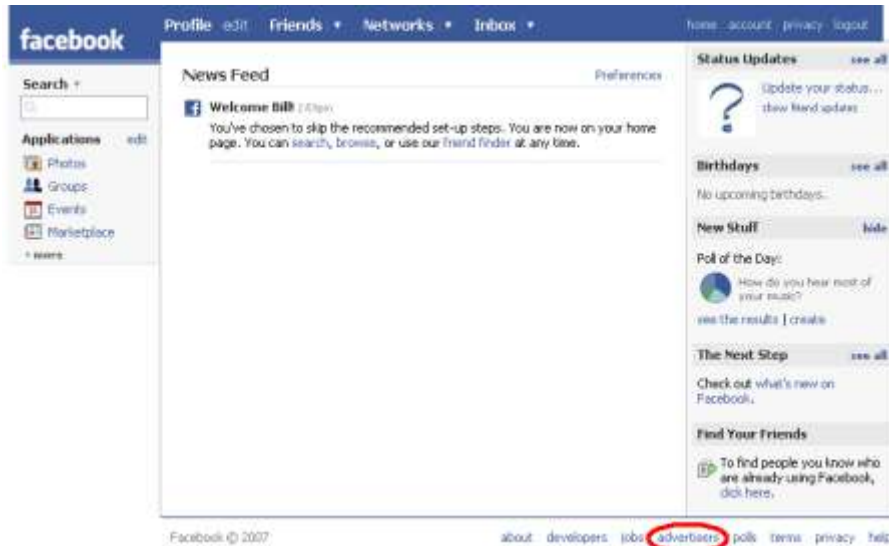 facebook
Profile edit Friends Networks Inbox home account privacy logout
Search
Applications edit
Photos
Groups
Events
Marketplace
more
News Feed Preferences
Welcome Bill!
You've chosen to skip the recommended set-up steps. You are now on your home
page. You can search, browse, or use our friend finder at any time.
Status Updates see all
Update your status...
show friend updates
Birthdays see all
No upcoming birthdays.
New Stuff hide
Poll of the Day:
How do you hear most of
your music?
see the results | create
The Next Step see all
Check out what's new on
Facebook.
Find Your Friends
To find people you know who
are already using Facebook,
click here.
Facebook © 2007 about developers jobs advertisers polls terms privacy help